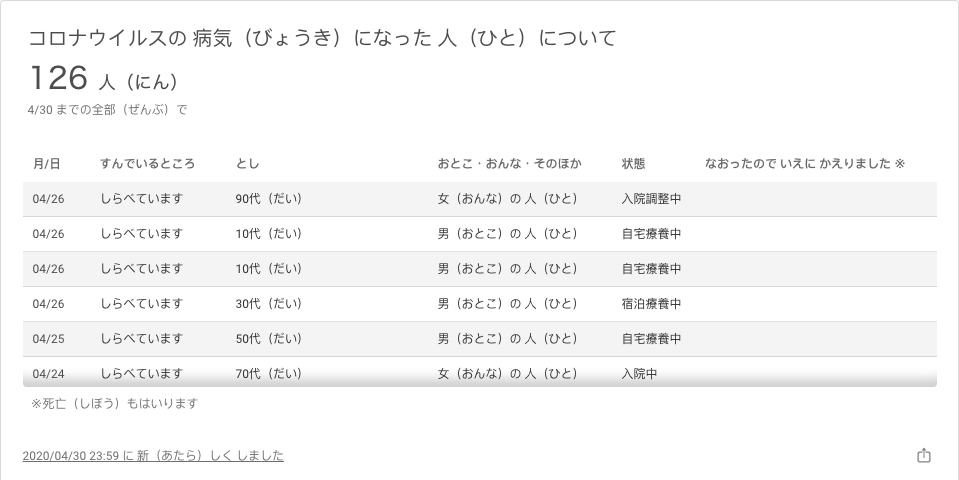 コロナウイルスの 病気（びょうき）になった 人（ひと）について
126 人（にん）
4/30 までの全部（ぜんぶ）で
月/日 すんでいるところ とし おとこ・おんな・そのほか 状態 なおったので いえに かえりました ※
04/26 しらべています 90代（だい） 女（おんな）の 人（ひと） 入院調整中
04/26 しらべています 10代（だい） 男（おとこ）の 人（ひと） 自宅療養中
04/26 しらべています 10代（だい） 男（おとこ）の 人（ひと） 自宅療養中
04/26 しらべています 30代（だい） 男（おとこ）の 人（ひと） 宿泊療養中
04/25 しらべています 50代（だい） 男（おとこ）の 人（ひと） 自宅療養中
04/24 しらべています 70代（だい） 女（おんな）の 人（ひと） 入院中
※死亡（しぼう）もはいります
2020/04/30 23:59 に 新（あたら）しく しました